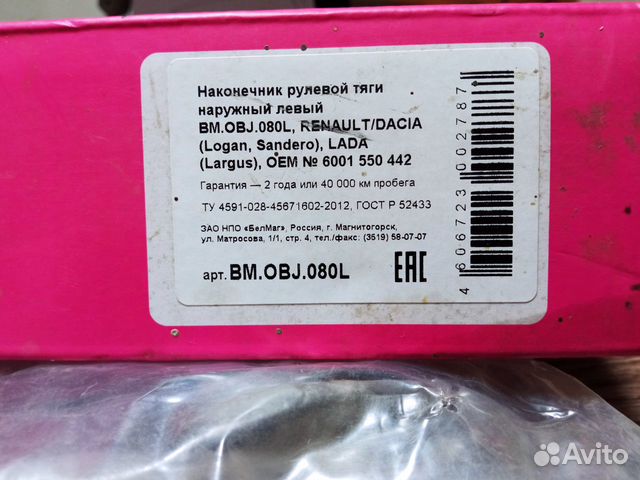 Наконечник рулевой тяги
наружный левый
BM.OBJ.080L, RENAULT/DACIA
(Logan, Sandero), LADA
(Largus), OEM № 6001 550 442
Гарантия — 2 года или 40 000 км пробега
ТУ 4591-028-45671602-2012, ГОСТ Р 52433
ЗАО НПО «БелМаг», Россия, г. Магнитогорск,
ул. Матросова, 1/1, стр. 4, тел./факс: (3519) 58-07-07
арт. BM.OBJ.080L
EAC
4 606723 002787
Avito